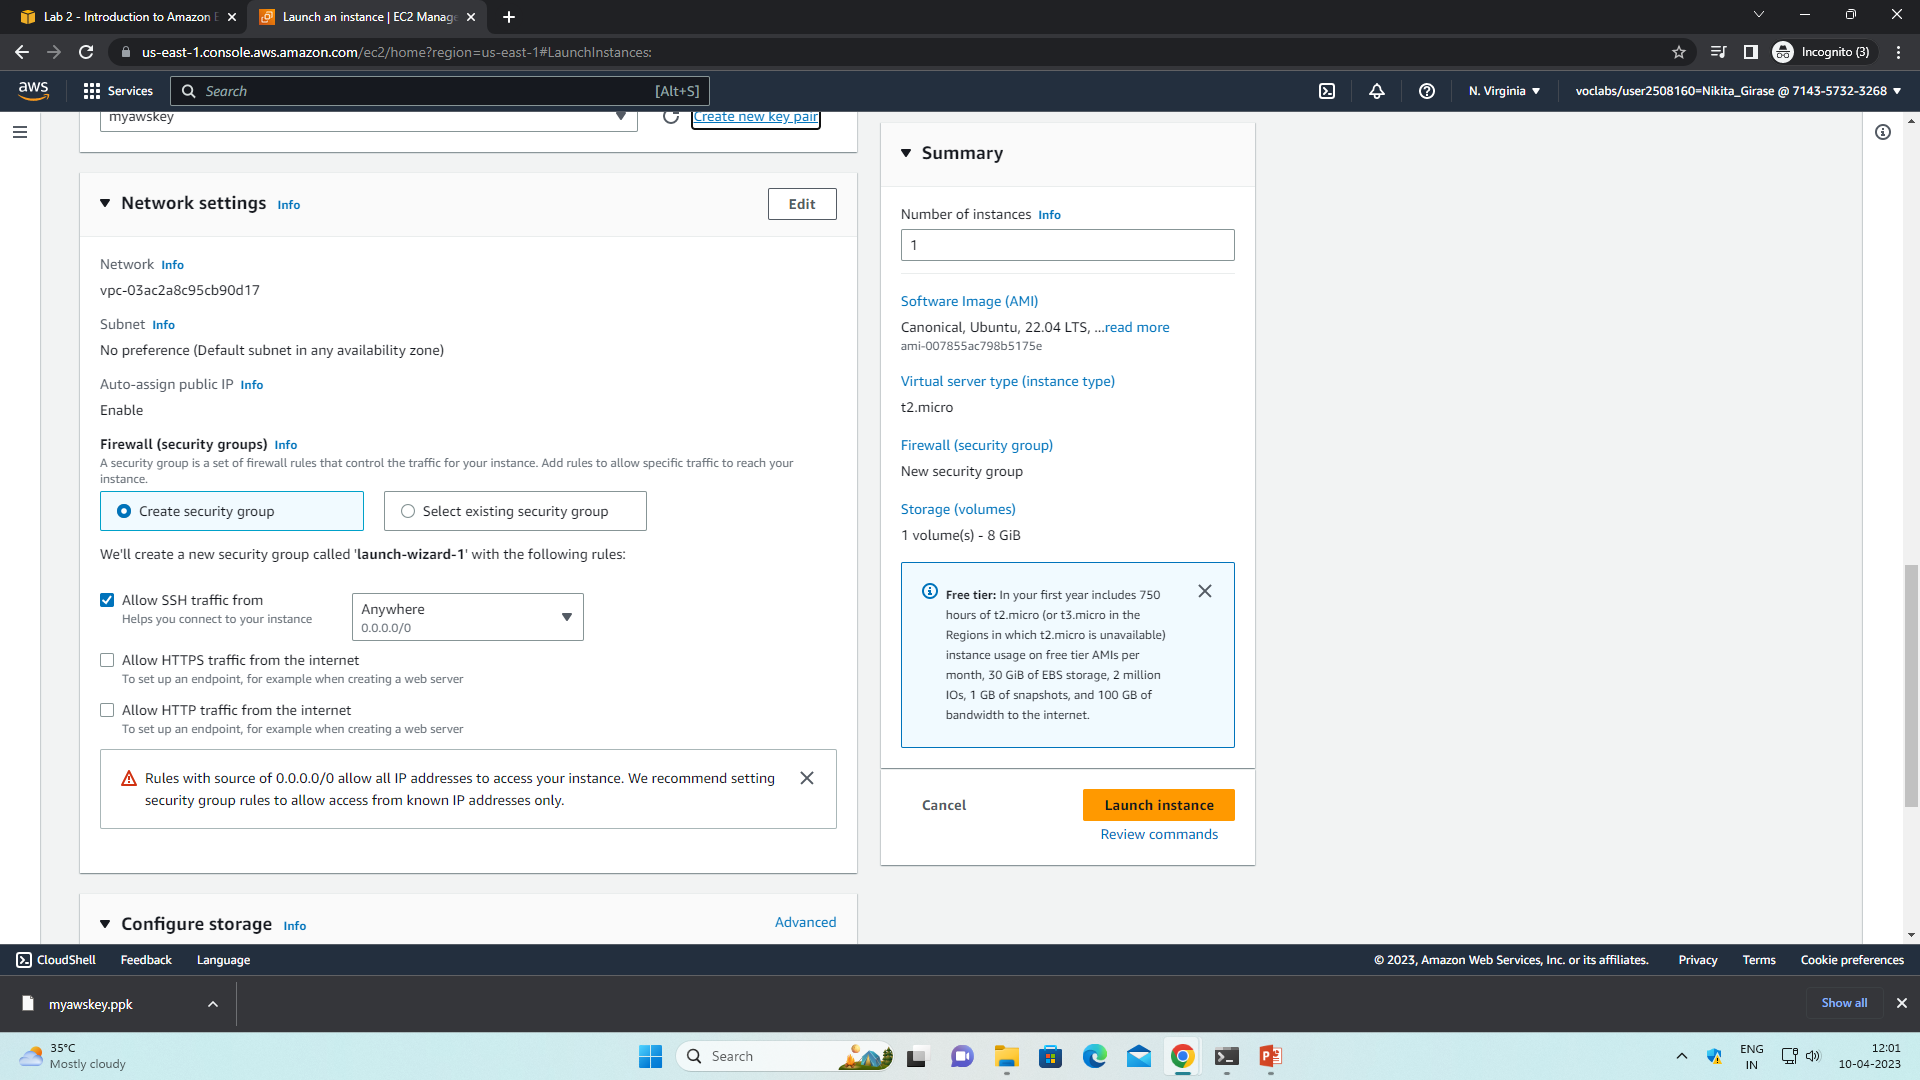 Lab 2 - Introduction to Amazon E
Launch an instance | EC2 Manage
us-east-1.console.aws.amazon.com/ec2/home?region=us-east-1#LaunchInstances:
Incognito (3)
aws
Services
Search
[Alt+S]
N. Virginia
voclabs/user2508160=Nikita_Girase @ 7143-5732-3268
myawskey
Create new key pair
Network settings Info
Edit
Network Info
vpc-03ac2a8c95cb90d17
Subnet Info
No preference (Default subnet in any availability zone)
Auto-assign public IP Info
Enable
Firewall (security groups) Info
A security group is a set of firewall rules that control the traffic for your instance. Add rules to allow specific traffic to reach your
instance.
Create security group
Select existing security group
We'll create a new security group called 'launch-wizard-1' with the following rules:
Allow SSH traffic from
Helps you connect to your instance
Anywhere
0.0.0.0/0
Allow HTTPS traffic from the internet
To set up an endpoint, for example when creating a web server
Allow HTTP traffic from the internet
To set up an endpoint, for example when creating a web server
Rules with source of 0.0.0.0/0 allow all IP addresses to access your instance. We recommend setting
security group rules to allow access from known IP addresses only.
Configure storage Info
Advanced
Summary
Number of instances Info
1
Software Image (AMI)
Canonical, Ubuntu, 22.04 LTS, ...read more
ami-007855ac798b5175e
Virtual server type (instance type)
t2.micro
Firewall (security group)
New security group
Storage (volumes)
1 volume(s) - 8 GiB
Free tier: In your first year includes 750
hours of t2.micro (or t3.micro in the
Regions in which t2.micro is unavailable)
instance usage on free tier AMIs per
month, 30 GiB of EBS storage, 2 million
IOs, 1 GB of snapshots, and 100 GB of
bandwidth to the internet.
Cancel
Launch instance
Review commands
CloudShell
Feedback
Language
© 2023, Amazon Web Services, Inc. or its affiliates.
Privacy
Terms
Cookie preferences
myawskey.ppk
Show all
35°C
Mostly cloudy
Search
ENG
IN
12:01
10-04-2023